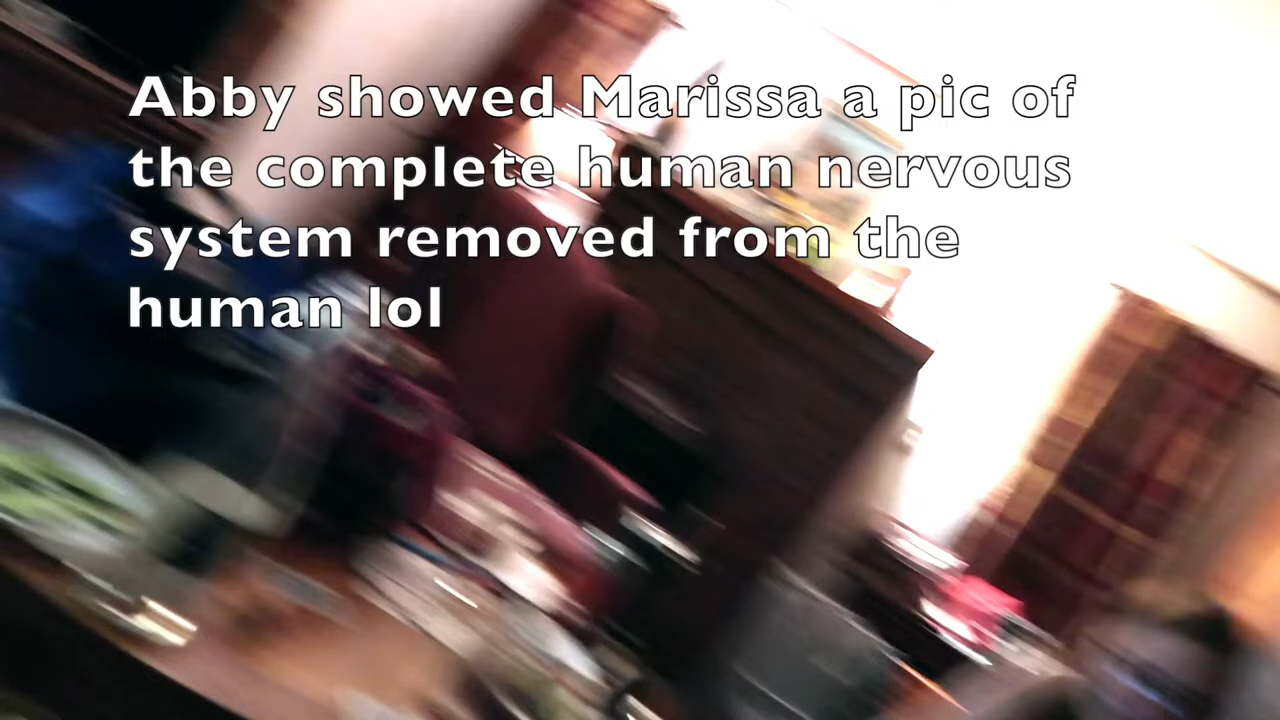 Abby showed Marissa a pic of
the complete human nervous
system removed from the
human lol